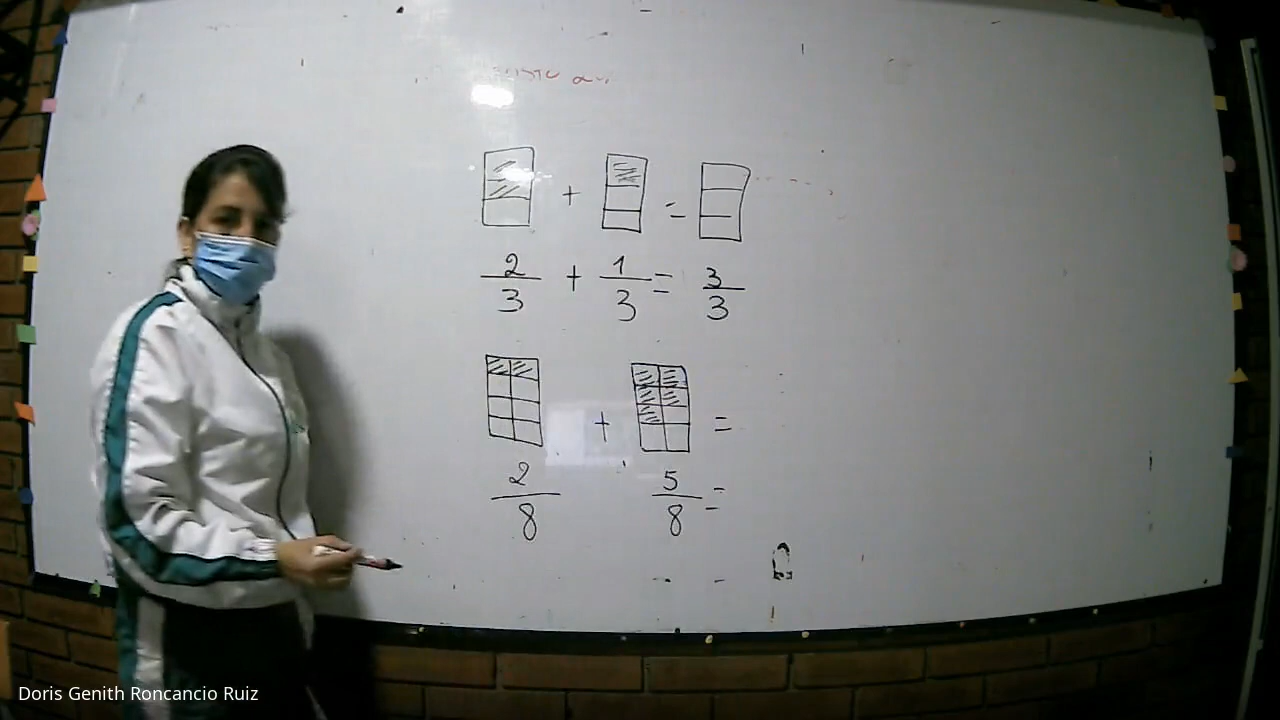 + =
2/3 + 1/3 = 3/3
+ =
2/8 5/8 =
Doris Genith Roncancio Ruiz